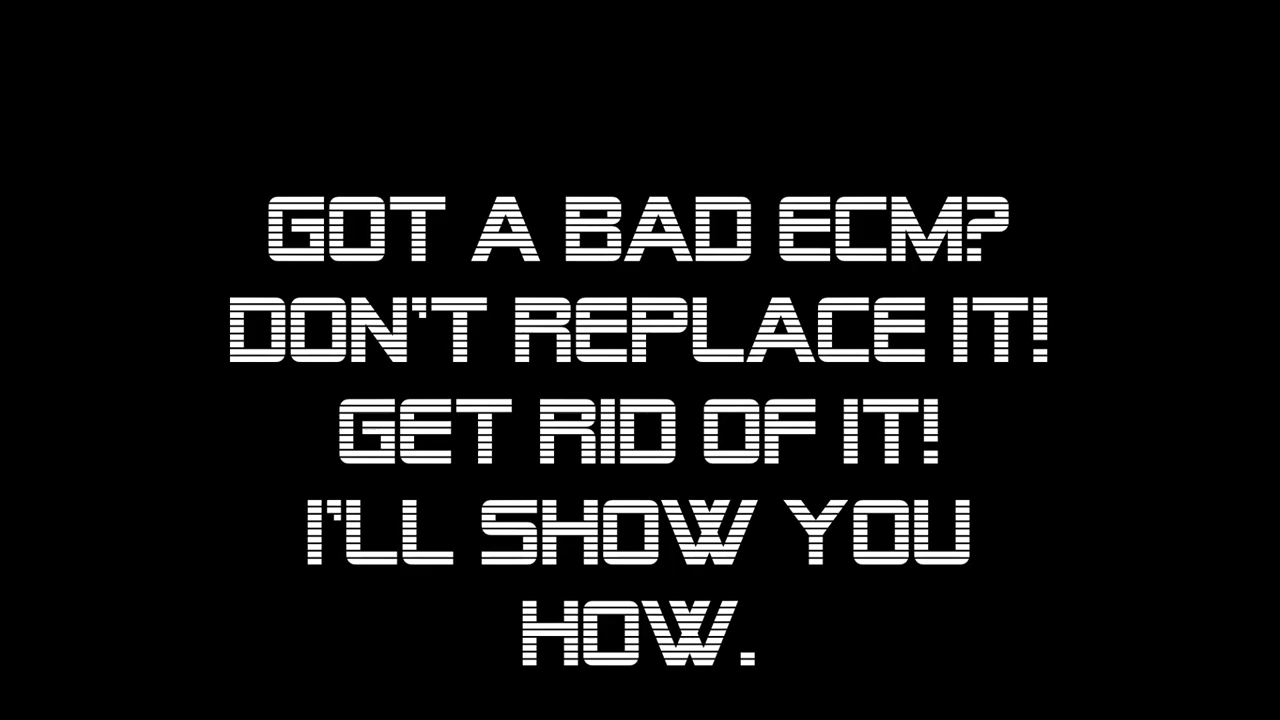 GOT A BAD ECM?
DON'T REPLACE IT!
GET RID OF IT!
I'LL SHOW YOU
HOW.